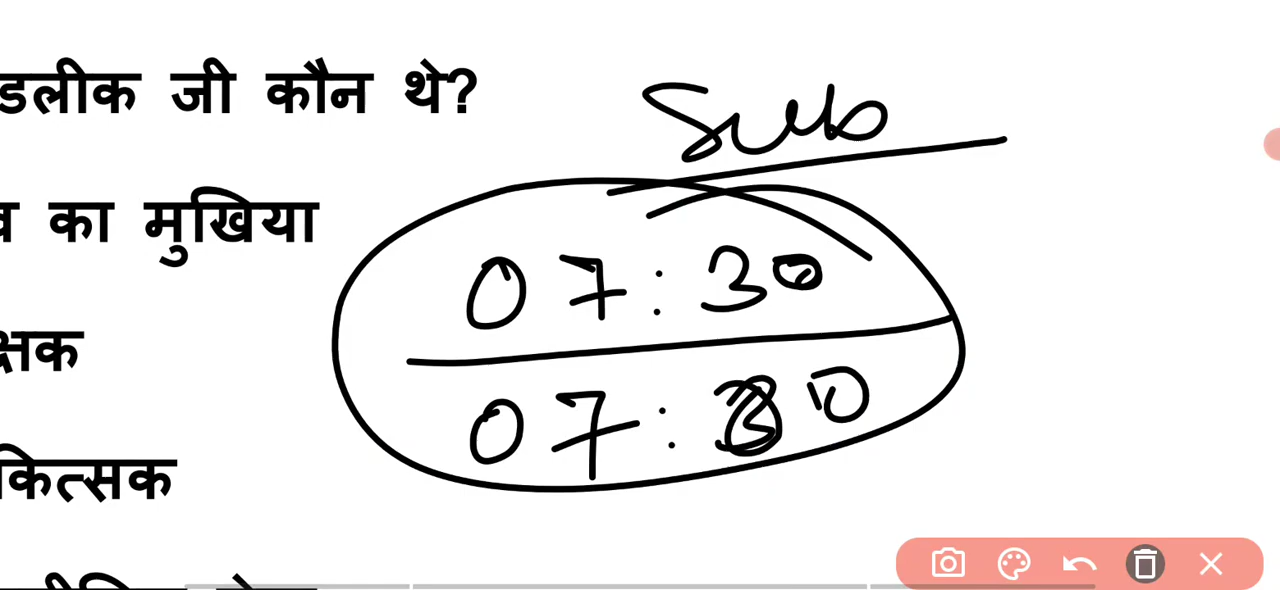 डलीक जी कौन थे?
Sub
का मुखिया
07:30
क्षक
07:30
कित्सक